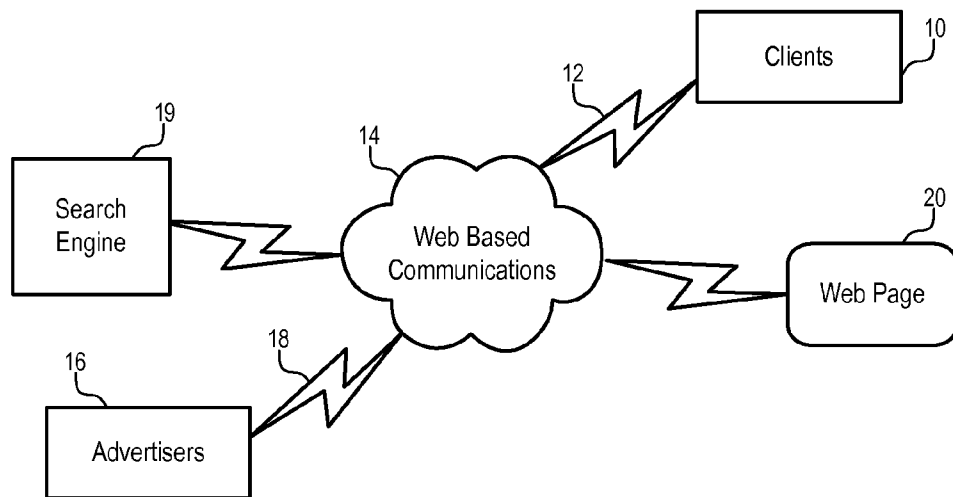 10
Clients
12
19
14
Search
Engine
Web Based
Communications
20
Web Page
18
16
Advertisers